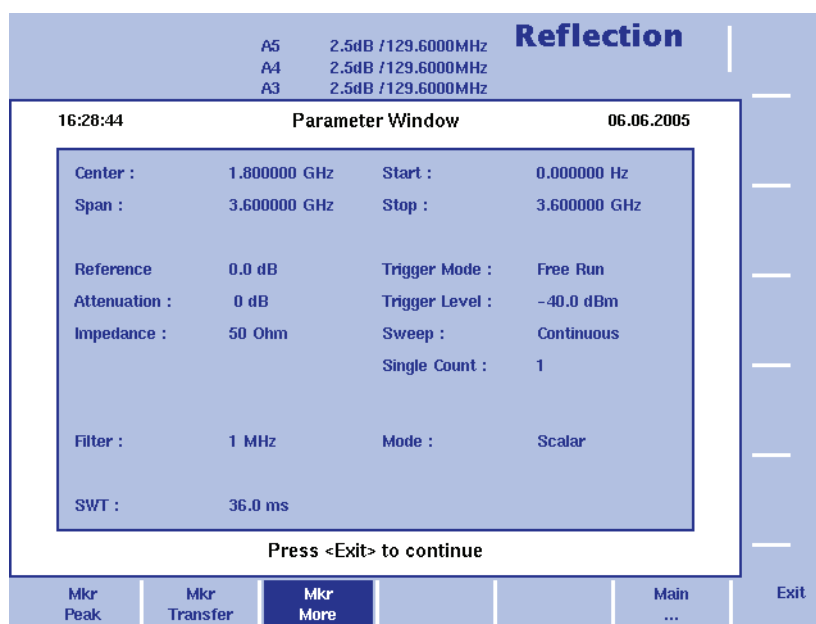 A5 2.5dB /129.6000MHz Reflection
A4 2.5dB /129.6000MHz
A3 2.5dB /129.6000MHz
16:28:44 Parameter Window 06.06.2005
Center : 1.800000 GHz Start : 0.000000 Hz
Span : 3.600000 GHz Stop : 3.600000 GHz
Reference 0.0 dB Trigger Mode : Free Run
Attenuation : 0 dB Trigger Level : -40.0 dBm
Impedance : 50 Ohm Sweep : Continuous
Single Count : 1
Filter : 1 MHz Mode : Scalar
SWT : 36.0 ms
Press <Exit> to continue
Mkr Peak
Mkr Transfer
Mkr More
Main ...
Exit